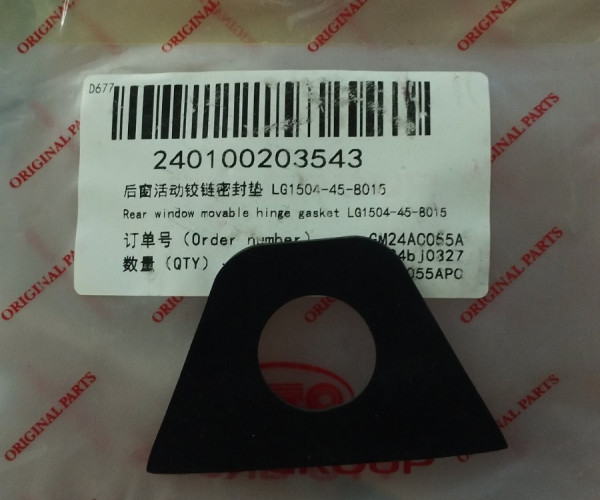 ORIGINAL PARTS
ORIGINAL PARTS
ORIGINAL PARTS
D677
240100203543
后窗活动铰链密封垫 LG1504-45-8015
Rear window movable hinge gasket LG1504-45-8015
订单号(Order number) GM24AC055A
数量(QTY) 4bj0327
055APC
ORIGINAL PARTS
ORIGINAL PARTS
ORIGINAL PARTS
ORIGINAL PARTS
ORIGINAL PARTS